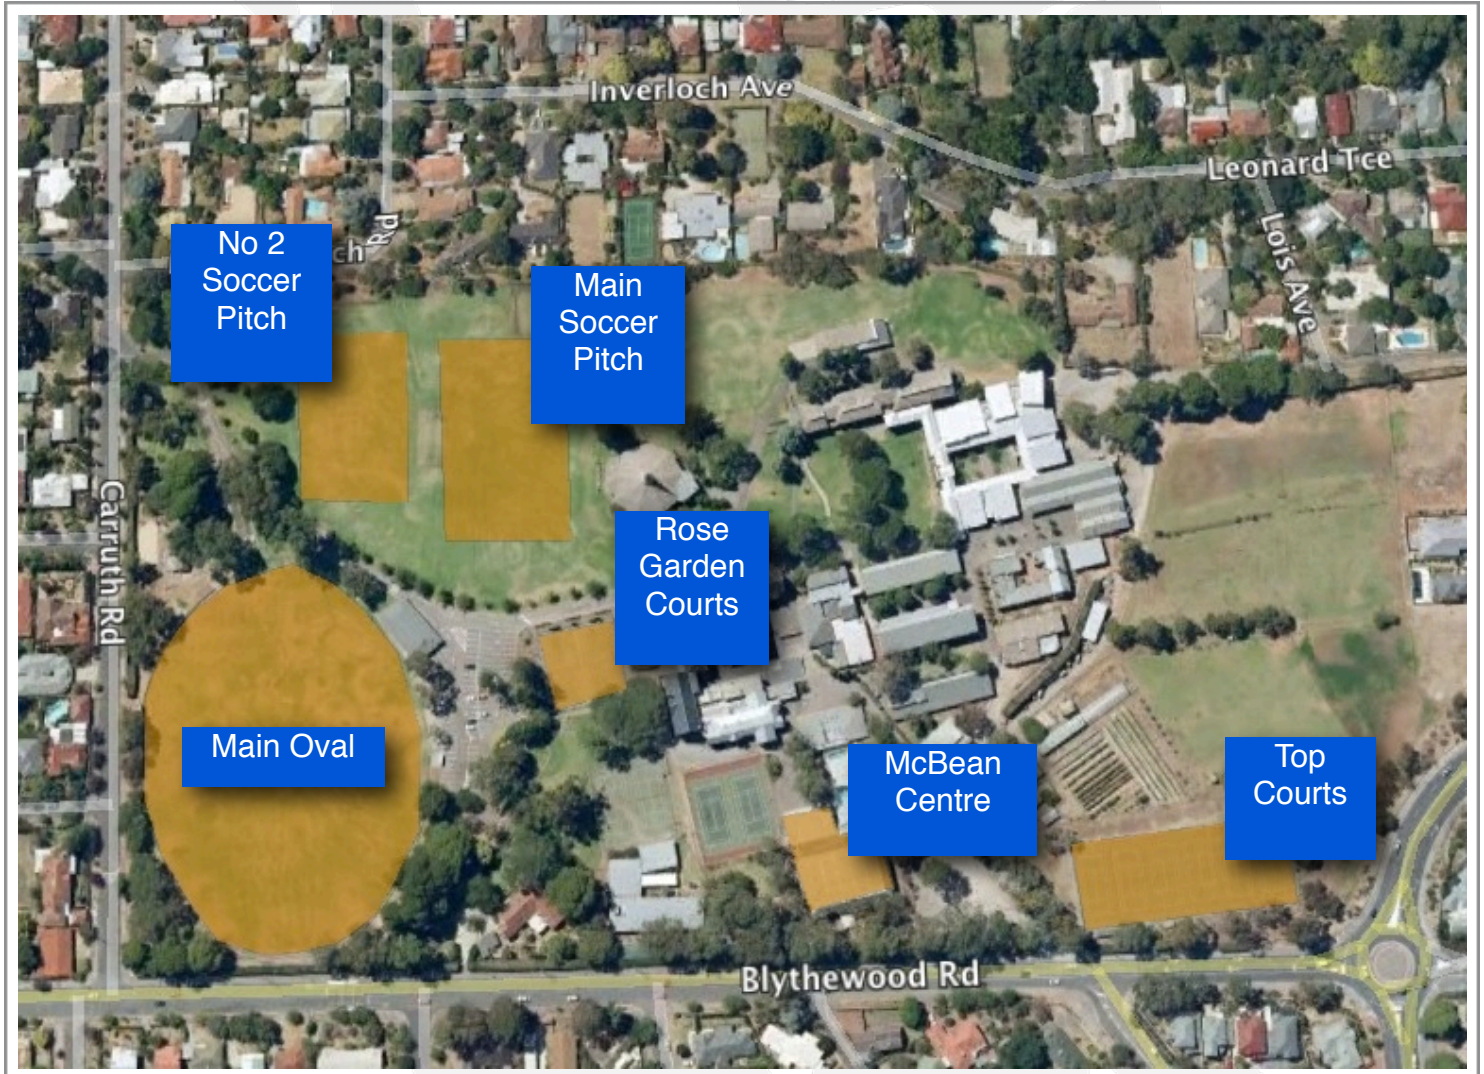 Inverloch Ave
Leonard Tce
Lois Ave
No 2
Soccer
Pitch
ch Rd
Main
Soccer
Pitch
Carruth Rd
Rose
Garden
Courts
Main Oval
McBean
Centre
Top
Courts
Blythewood Rd